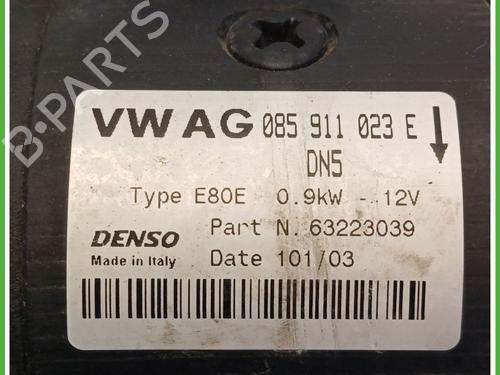 VW AG 085 911 023 E
DN5
Type E80E 0.9kW - 12V
DENSO Part N. 63223039
Made in Italy Date 101/03
B-Parts